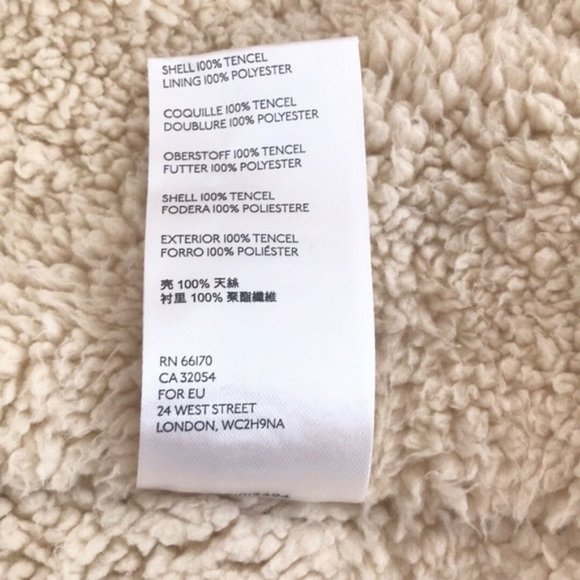 SHELL 100% TENCEL
LINING 100% POLYESTER
COQUILLE 100% TENCEL
DOUBLURE 100% POLYESTER
OBERSTOFF 100% TENCEL
FUTTER 100% POLYESTER
SHELL 100% TENCEL
FODERA 100% POLIESTERE
EXTERIOR 100% TENCEL
FORRO 100% POLIÉSTER
壳 100% 天絲
衬里 100% 聚酯纖維
RN 66170
CA 32054
FOR EU
24 WEST STREET
LONDON, WC2H9NA